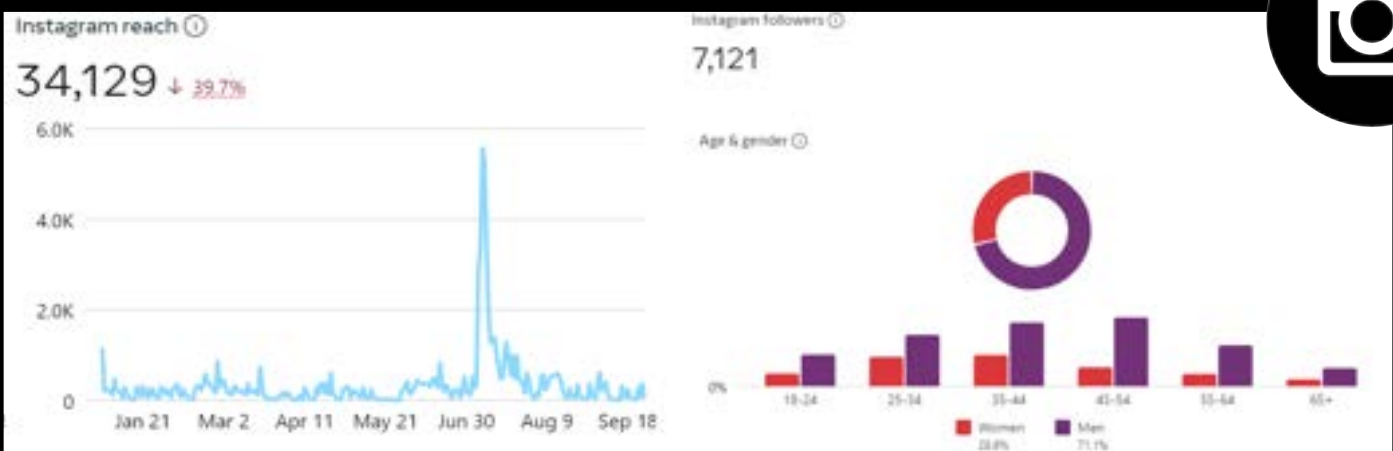 Instagram reach
34,129 ↓ 39.7%
6.0K
4.0K
2.0K
0
Jan 21 Mar 2 Apr 11 May 21 Jun 30 Aug 9 Sep 18
Instagram followers
7,121
Age & gender
0%
18-24 25-34 35-44 45-54 55-64 65+
Women Men
71.1%